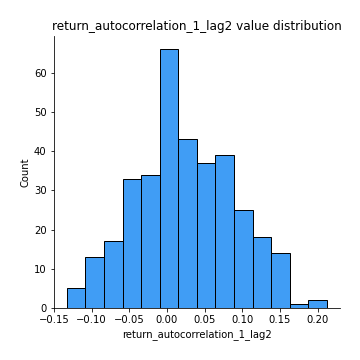 return_autocorrelation_1_lag2 value distribution
60
50
40
30
20
10
0
Count
−0.15 −0.10 −0.05 0.00 0.05 0.10 0.15 0.20
return_autocorrelation_1_lag2